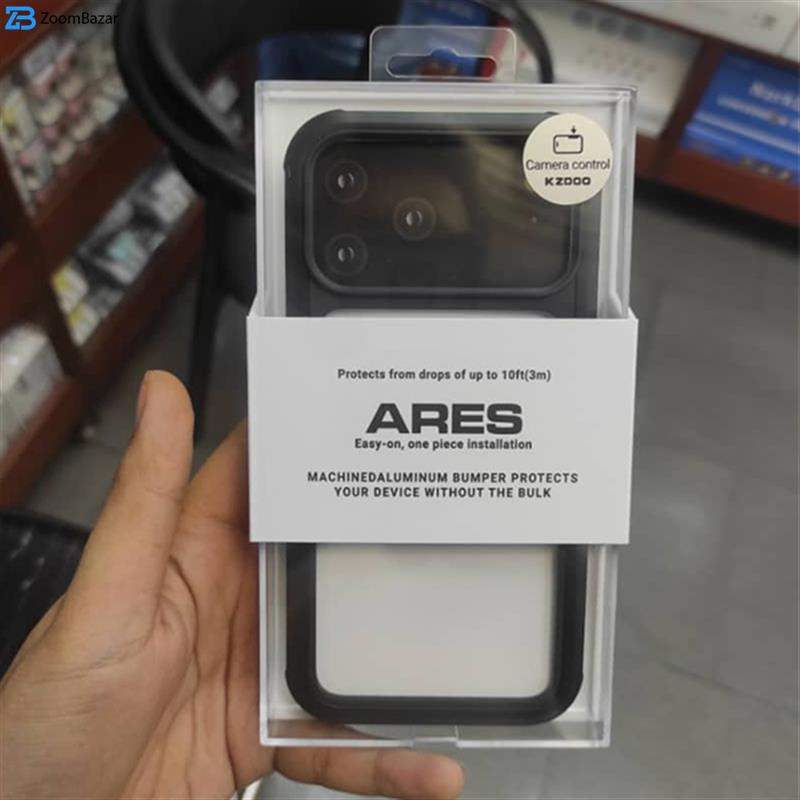 ZB ZoomBazar
Camera control
KZDOO
Protects from drops of up to 10ft(3m)
ARES
Easy-on, one piece installation
MACHINEDALUMINUM BUMPER PROTECTS
YOUR DEVICE WITHOUT THE BULK